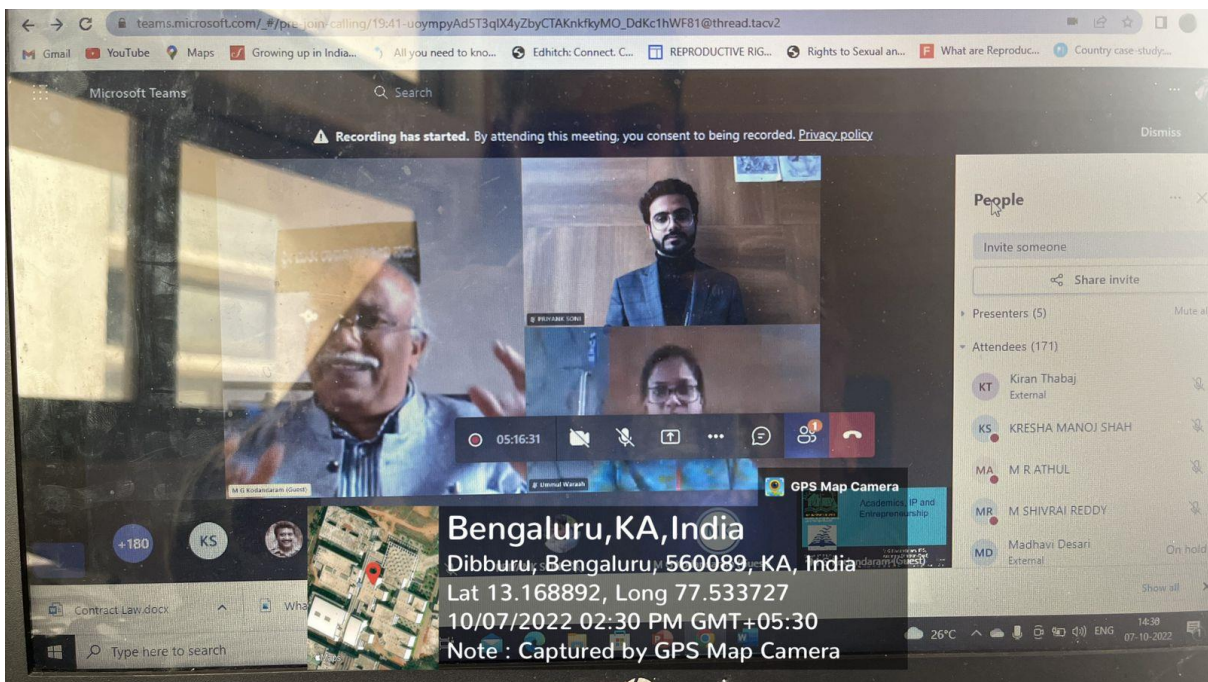 teams.microsoft.com/_#/pre-join-calling/19:41-uoympyAd5T3qlX4yZbyCTAKnkfkyMO_DdKc1hWF81@thread.tacv2
Gmail YouTube Maps Growing up in India... All you need to kno... Edhitch: Connect. C... REPRODUCTIVE RIG... Rights to Sexual an... What are Reproduc... Country case-study:...
Microsoft Teams Search
Recording has started. By attending this meeting, you consent to being recorded. Privacy policy Dismiss
People
Invite someone
Share invite
Presenters (5) Mute al
Attendees (171)
KT Kiran Thabaj
External
KS KRESHA MANOJ SHAH
MA M R ATHUL
MR M SHIVRAI REDDY
MD Madhavi Desari On hold
External
Show all
PRIYANK SONI
05:16:31
1
M G Kodandaram (Guest)
Ummul Waraah
+180
KS
GPS Map Camera
Academics, IP and
Entrepreneurship
Bengaluru,KA,India
Dibburu, Bengaluru, 560089, KA, India
Lat 13.168892, Long 77.533727
10/07/2022 02:30 PM GMT+05:30
Note : Captured by GPS Map Camera
Contract Law.docx
Wha
Type here to search
26°C ENG
14:30
07-10-2022